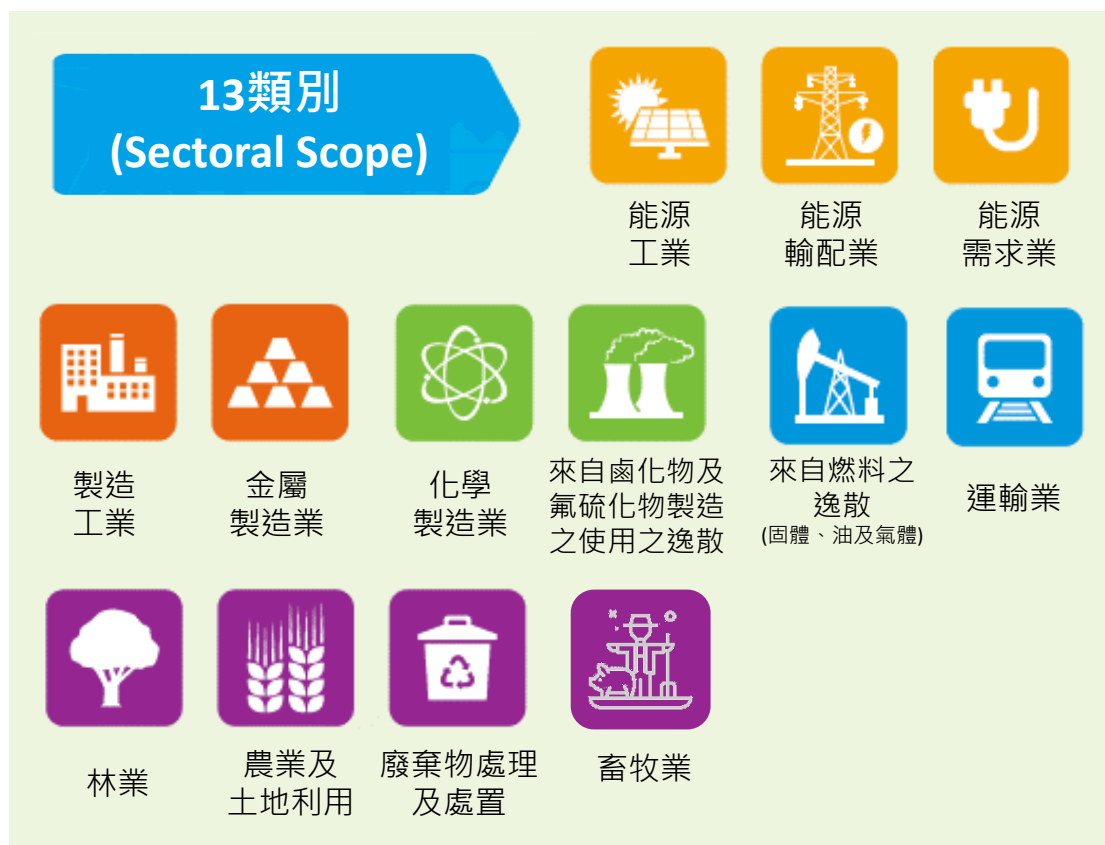 13類別
(Sectoral Scope)
能源
工業
能源
輸配業
能源
需求業
製造
工業
金屬
製造業
化學
製造業
來自鹵化物及
氟硫化物製造
之使用之逸散
來自燃料之
逸散
(固體、油及氣體)
運輸業
林業
農業及
土地利用
廢棄物處理
及處置
畜牧業